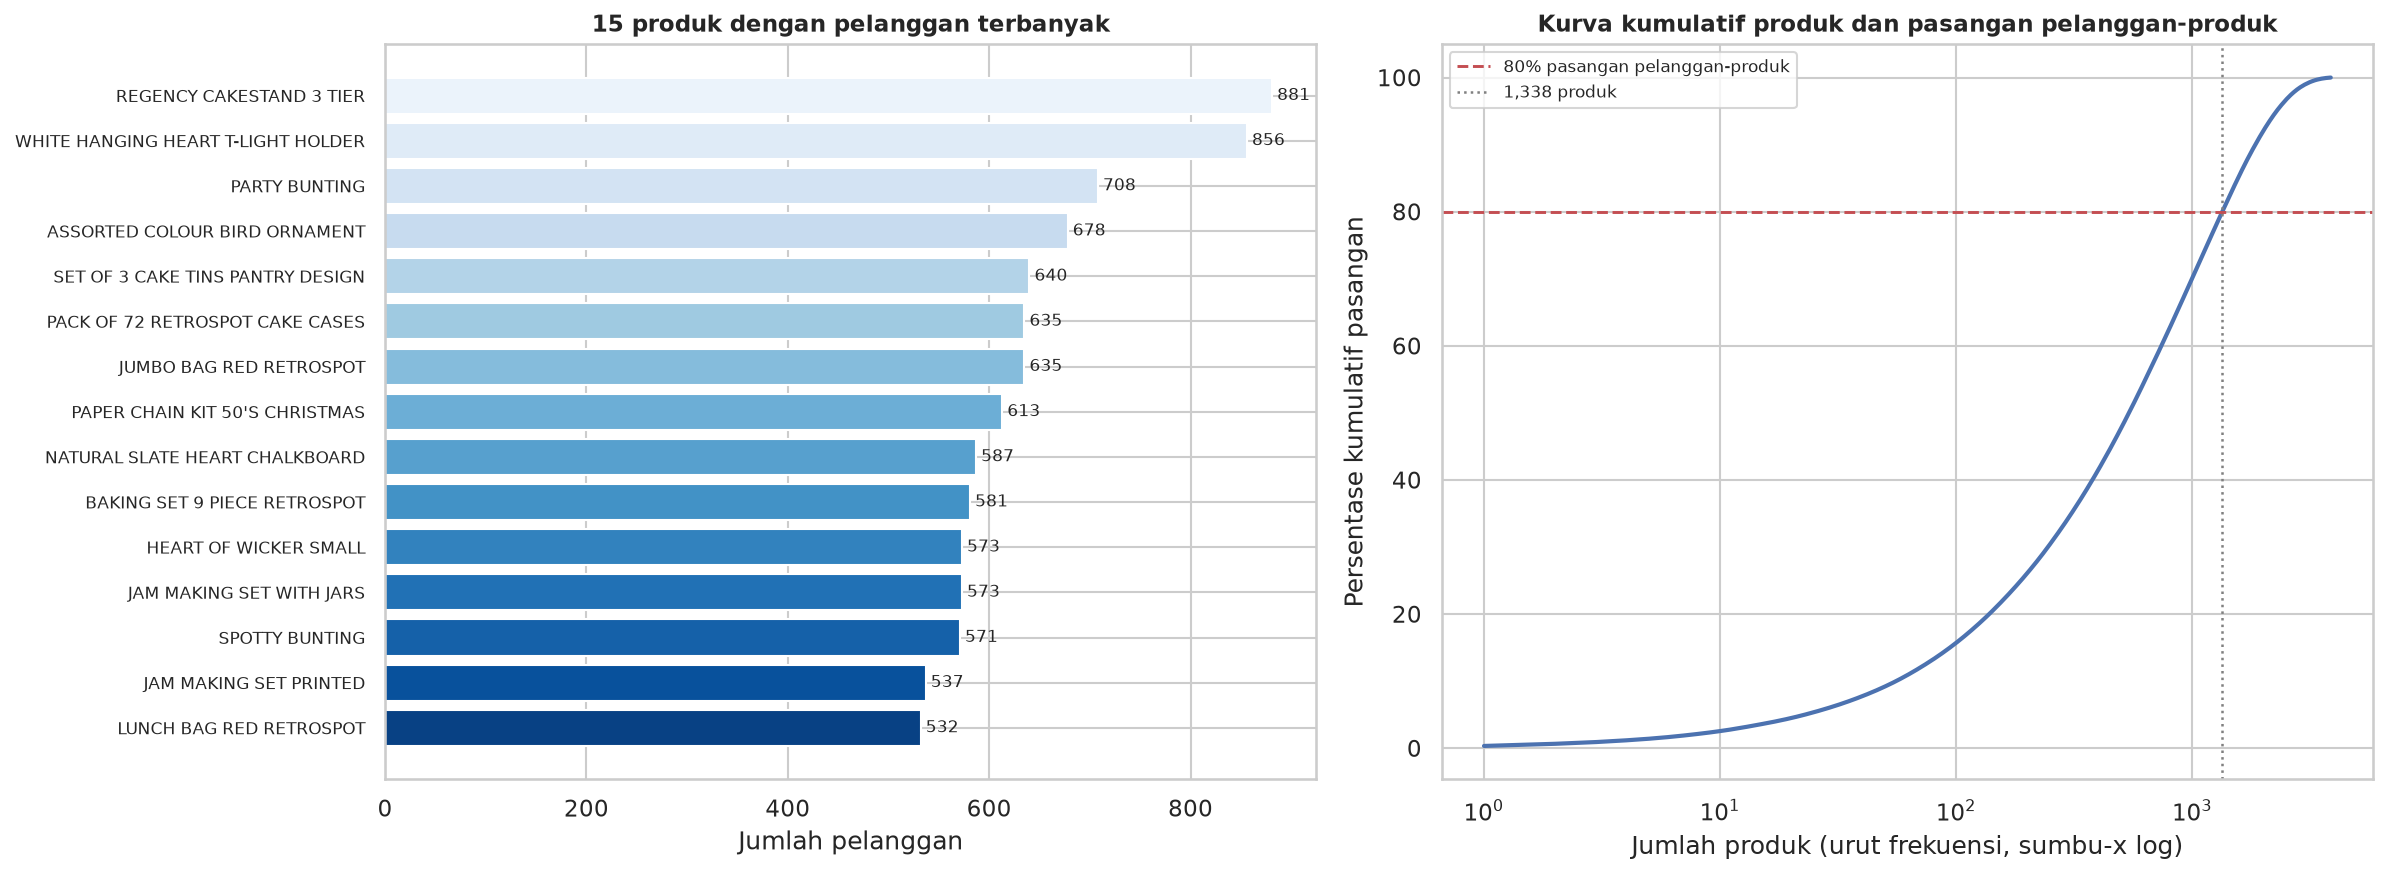 15 produk dengan pelanggan terbanyak
REGENCY CAKESTAND 3 TIER 881
WHITE HANGING HEART T-LIGHT HOLDER 856
PARTY BUNTING 708
ASSORTED COLOUR BIRD ORNAMENT 678
SET OF 3 CAKE TINS PANTRY DESIGN 640
PACK OF 72 RETROSPOT CAKE CASES 635
JUMBO BAG RED RETROSPOT 635
PAPER CHAIN KIT 50'S CHRISTMAS 613
NATURAL SLATE HEART CHALKBOARD 587
BAKING SET 9 PIECE RETROSPOT 581
HEART OF WICKER SMALL 573
JAM MAKING SET WITH JARS 573
SPOTTY BUNTING 571
JAM MAKING SET PRINTED 537
LUNCH BAG RED RETROSPOT 532
0 200 400 600 800
Jumlah pelanggan
Kurva kumulatif produk dan pasangan pelanggan-produk
80% pasangan pelanggan-produk
1,338 produk
Persentase kumulatif pasangan
100
80
60
40
20
0
10⁰ 10¹ 10² 10³
Jumlah produk (urut frekuensi, sumbu-x log)